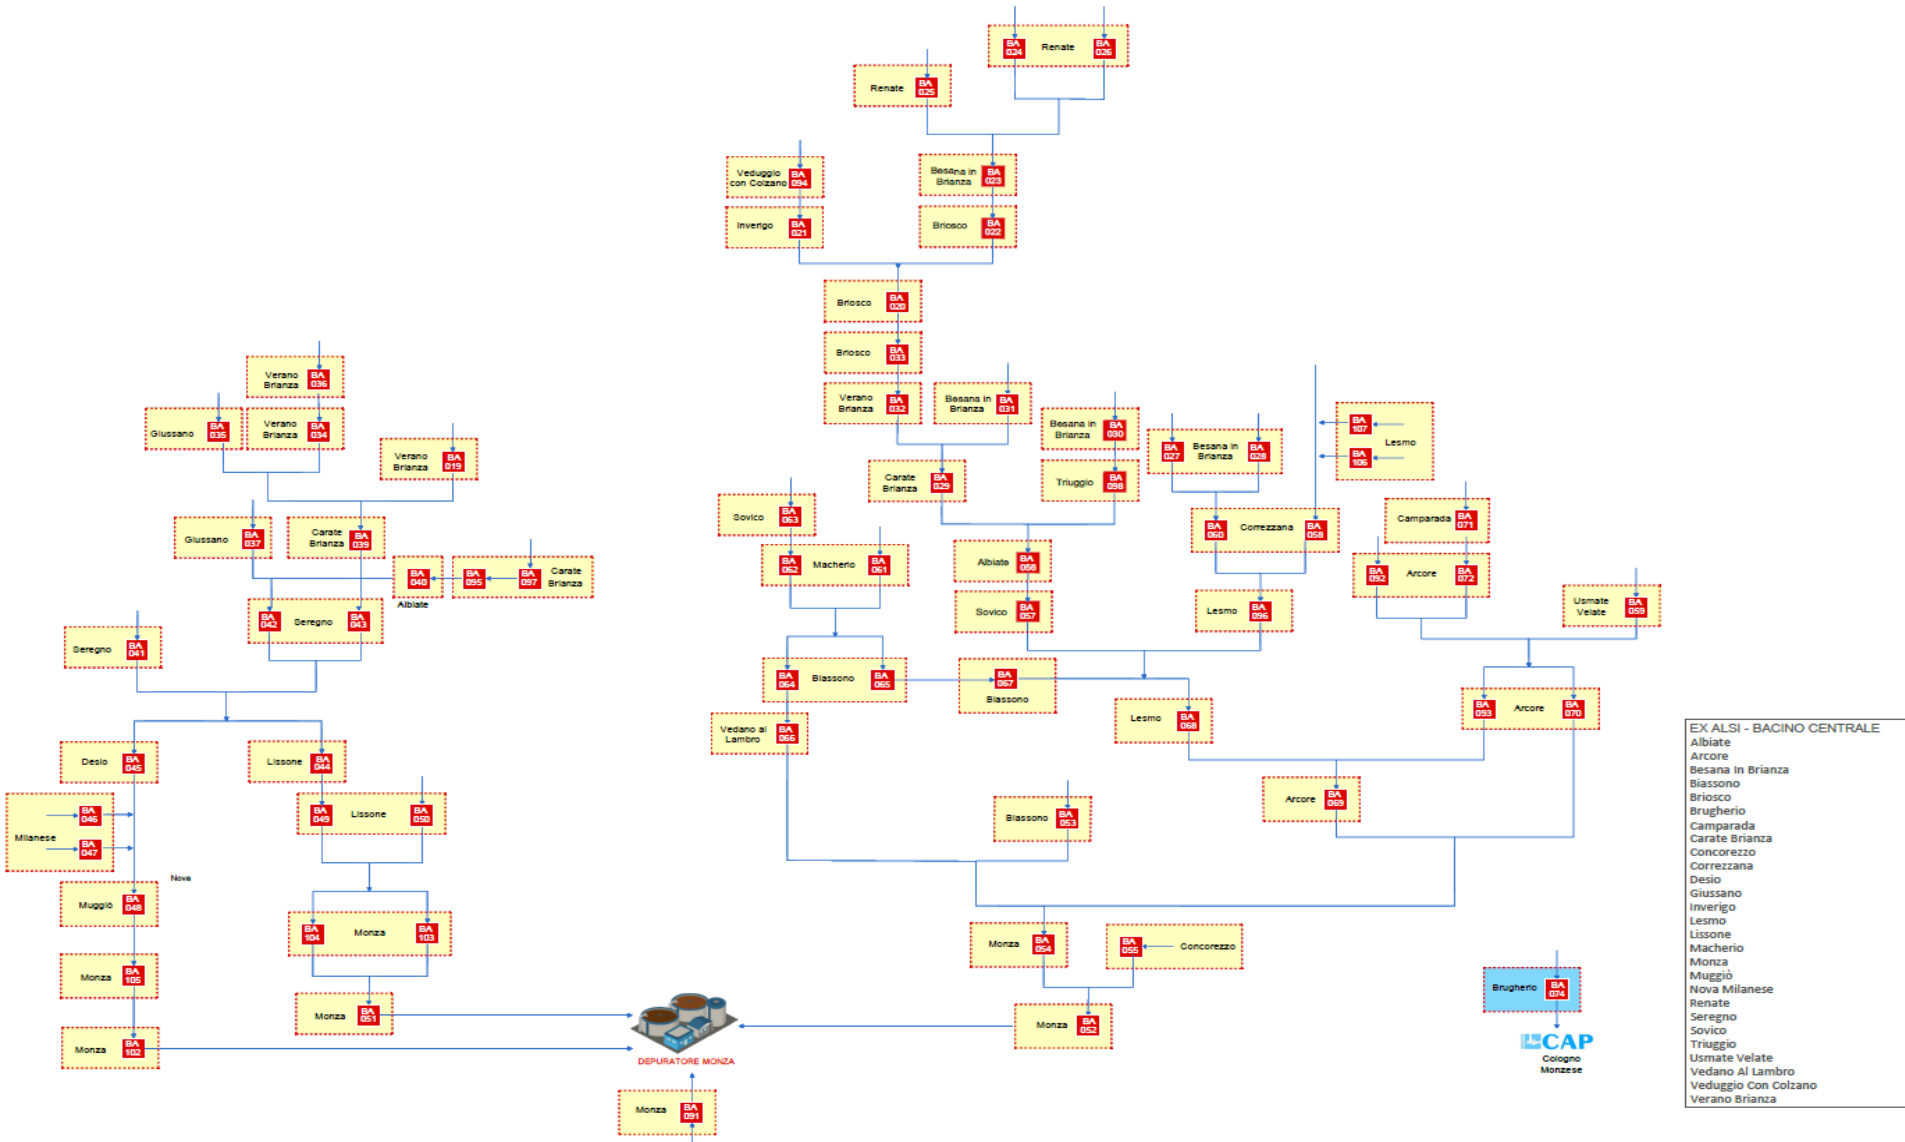 BA
024
Renate
BA
026
Renate
BA
025
Veduggio
con Colzano
BA
094
Besana in
Brianza
BA
023
Inverigo
BA
021
Briosco
BA
022
Briosco
BA
020
Briosco
BA
033
Verano
Brianza
BA
032
Besana in
Brianza
BA
031
Verano
Brianza
BA
036
Giussano
BA
035
Verano
Brianza
BA
034
Verano
Brianza
BA
019
Besana in
Brianza
BA
030
Triuggio
BA
098
BA
027
Besana in
Brianza
BA
028
BA
107
Lesmo
BA
106
Carate
Brianza
BA
029
Sovico
BA
063
Giussano
BA
037
Carate
Brianza
BA
039
BA
060
Correzzana
BA
058
Camparada
BA
071
BA
062
Macherio
BA
061
Albiate
BA
056
BA
092
Arcore
BA
072
BA
040
Albiate
BA
095
BA
097
Carate
Brianza
BA
042
Seregno
BA
043
Sovico
BA
057
Lesmo
BA
096
Usmate
Velate
BA
059
Seregno
BA
041
BA
064
Biassono
BA
065
BA
067
Biassono
Lesmo
BA
068
BA
093
Arcore
BA
070
Vedano al
Lambro
BA
066
Desio
BA
045
Lissone
BA
044
BA
046
Milanese
BA
047
BA
049
Lissone
BA
050
Biassono
BA
053
Arcore
BA
069
Nova
Muggiò
BA
048
BA
104
Monza
BA
103
Monza
BA
054
BA
055
Concorezzo
Monza
BA
105
Monza
BA
051
Monza
BA
052
Monza
BA
102
DEPURATORE MONZA
Monza
BA
091
Brugherio
BA
074
CAP
Cologno
Monzese
EX ALSI - BACINO CENTRALE
Albiate
Arcore
Besana In Brianza
Biassono
Briosco
Brugherio
Camparada
Carate Brianza
Concorezzo
Correzzana
Desio
Giussano
Inverigo
Lesmo
Lissone
Macherio
Monza
Muggiò
Nova Milanese
Renate
Seregno
Sovico
Triuggio
Usmate Velate
Vedano Al Lambro
Veduggio Con Colzano
Verano Brianza